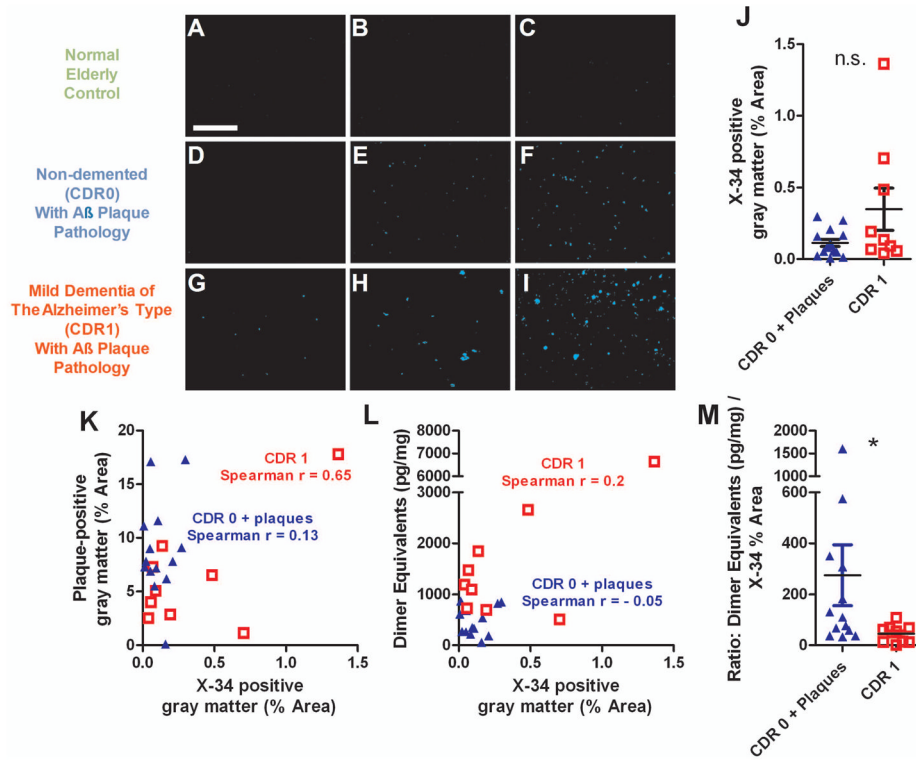 A
B
C
Normal
Elderly
Control
D
E
F
Non-demented
(CDR0)
With Aß Plaque
Pathology
G
H
I
Mild Dementia of
The Alzheimer's Type
(CDR1)
With Aß Plaque
Pathology
J
X-34 positive
gray matter (% Area)
1.5
1.0
0.5
0.0
n.s.
CDR 0 + Plaques
CDR 1
K
Plaque-positive
gray matter (% Area)
20
15
10
5
0
CDR 1
Spearman r = 0.65
CDR 0 + plaques
Spearman r = 0.13
0.0
0.5
1.0
1.5
X-34 positive
gray matter (% Area)
L
Dimer Equivalents (pg/mg)
8000
7000
6000
3000
2000
1000
0
CDR 1
Spearman r = 0.2
CDR 0 + plaques
Spearman r = - 0.05
0.0
0.5
1.0
1.5
X-34 positive
gray matter (% Area)
M
Ratio: Dimer Equivalents (pg/mg) /
X-34 % Area
2000
1500
1000
600
400
200
0
*
CDR 0 + Plaques
CDR 1